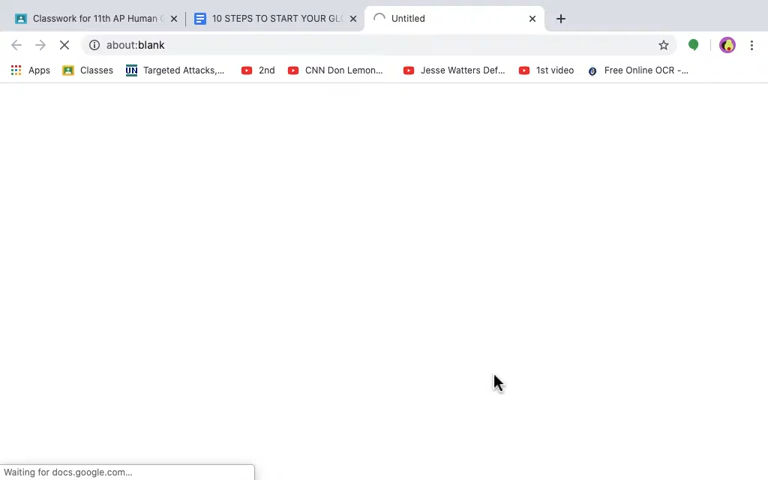 Classwork for 11th AP Human
10 STEPS TO START YOUR GL
Untitled
about:blank
Apps Classes UN Targeted Attacks,... 2nd CNN Don Lemon... Jesse Watters Def... 1st video Free Online OCR -...
Waiting for docs.google.com...